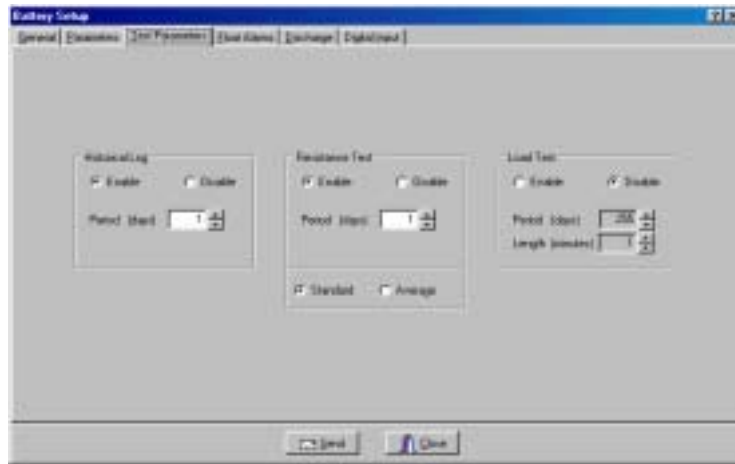 Battery Setup
General Parameters Test Parameters Float Alarms Discharge Digital Input
Historical Log
Enable Disable
Period (days) 1
Resistance Test
Enable Disable
Period (days) 1
Standard Average
Load Test
Enable Disable
Period (days) 255
Length (minutes) 1
Send Close